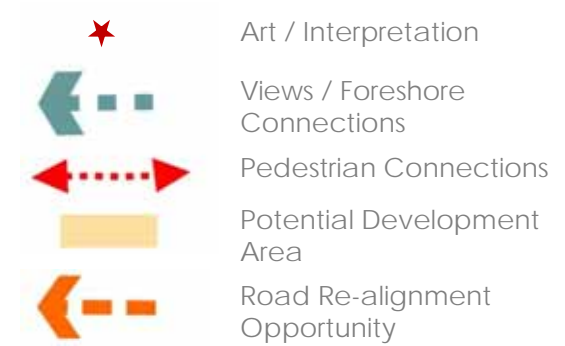 Art / Interpretation
Views / Foreshore
Connections
Pedestrian Connections
Potential Development
Area
Road Re-alignment
Opportunity